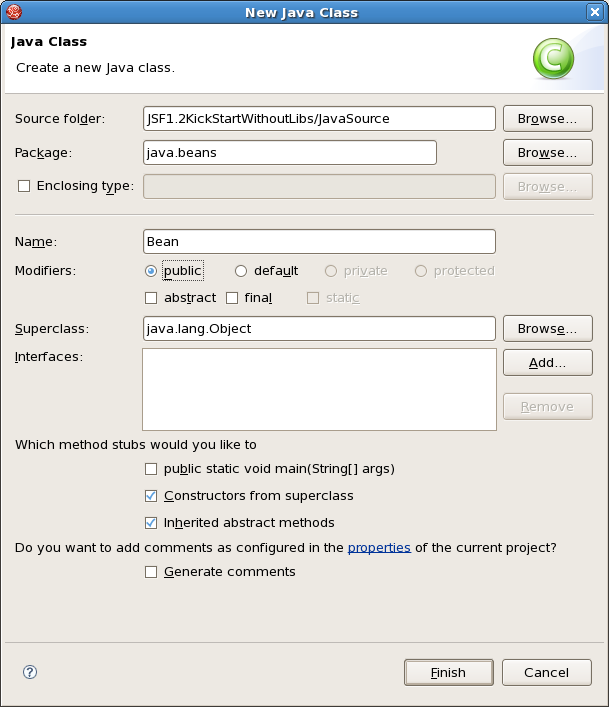 New Java Class
Java Class
Create a new Java class.
C
Source folder: JSF1.2KickStartWithoutLibs/JavaSource Browse...
Package: java.beans Browse...
Enclosing type: Browse...
Name: Bean
Modifiers: public default private protected
abstract final static
Superclass: java.lang.Object Browse...
Interfaces: Add...
Remove
Which method stubs would you like to
public static void main(String[] args)
Constructors from superclass
Inherited abstract methods
Do you want to add comments as configured in the properties of the current project?
Generate comments
? Finish Cancel